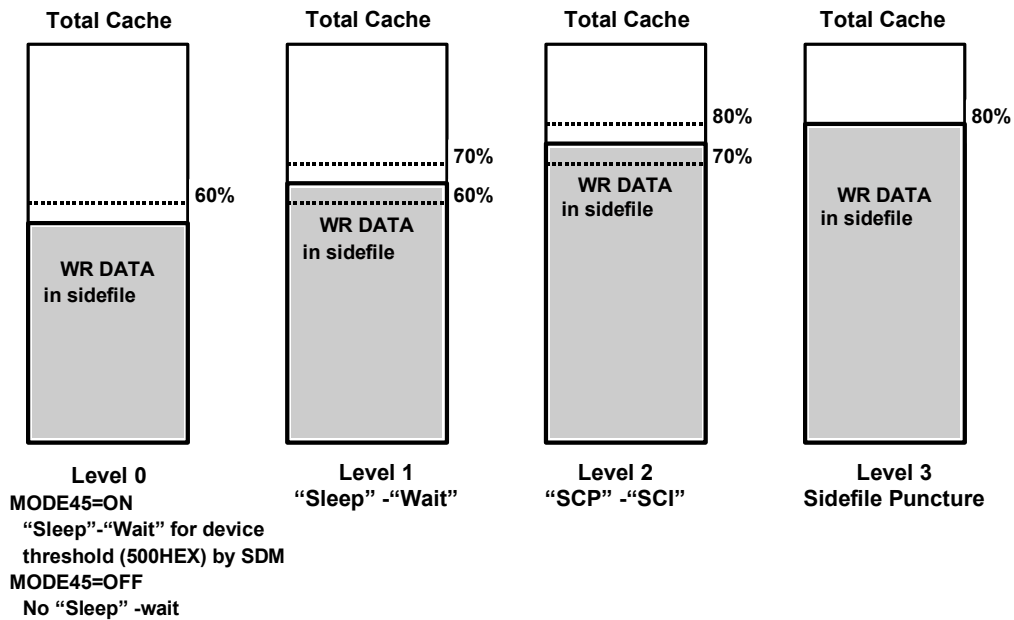 Total Cache
60%
WR DATA
in sidefile
Level 0
MODE45=ON
“Sleep”-“Wait” for device
threshold (500HEX) by SDM
MODE45=OFF
No “Sleep” -wait
Total Cache
70%
60%
WR DATA
in sidefile
Level 1
“Sleep” -“Wait”
Total Cache
80%
70%
WR DATA
in sidefile
Level 2
“SCP” -“SCI”
Total Cache
80%
WR DATA
in sidefile
Level 3
Sidefile Puncture